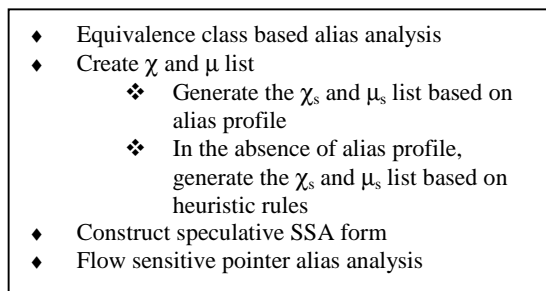 ♦ Equivalence class based alias analysis
♦ Create χ and μ list
❖ Generate the χs and μs list based on
alias profile
❖ In the absence of alias profile,
generate the χs and μs list based on
heuristic rules
♦ Construct speculative SSA form
♦ Flow sensitive pointer alias analysis